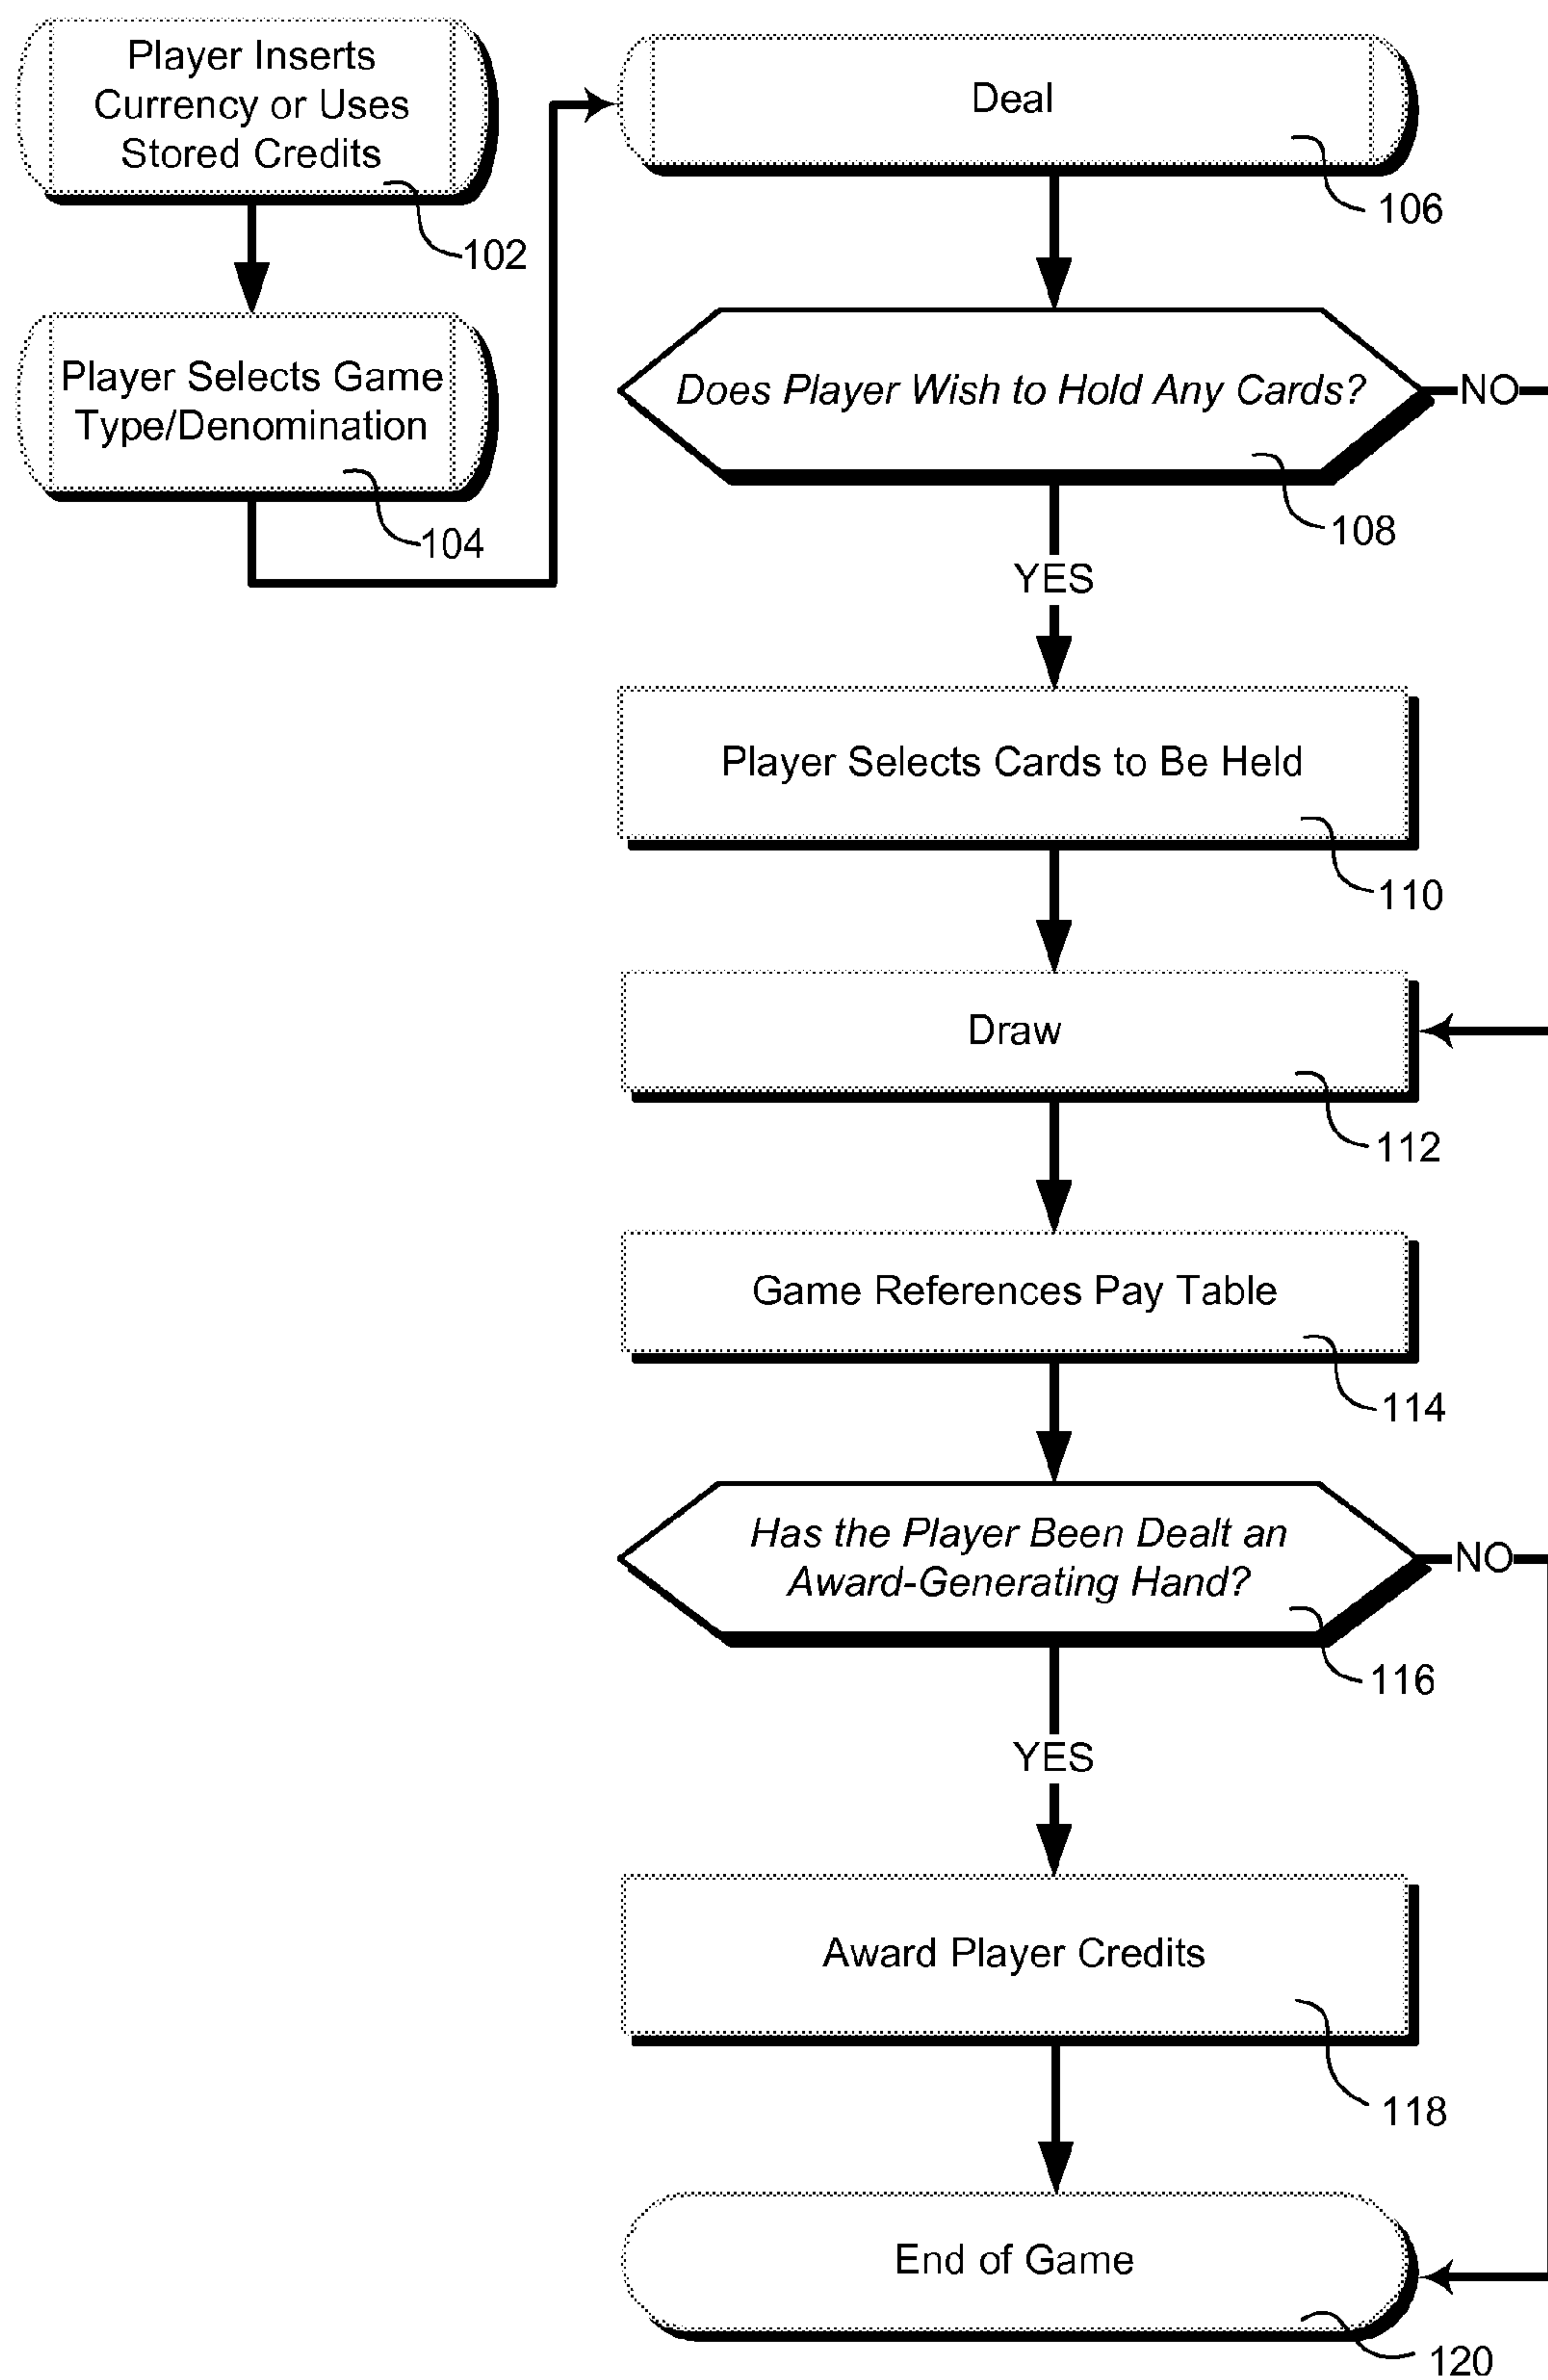 Player Inserts
Currency or Uses
Stored Credits
102
Player Selects Game
Type/Denomination
104
Deal
106
Does Player Wish to Hold Any Cards?
NO
108
YES
Player Selects Cards to Be Held
110
Draw
112
Game References Pay Table
114
Has the Player Been Dealt an
Award-Generating Hand?
NO
116
YES
Award Player Credits
118
End of Game
120